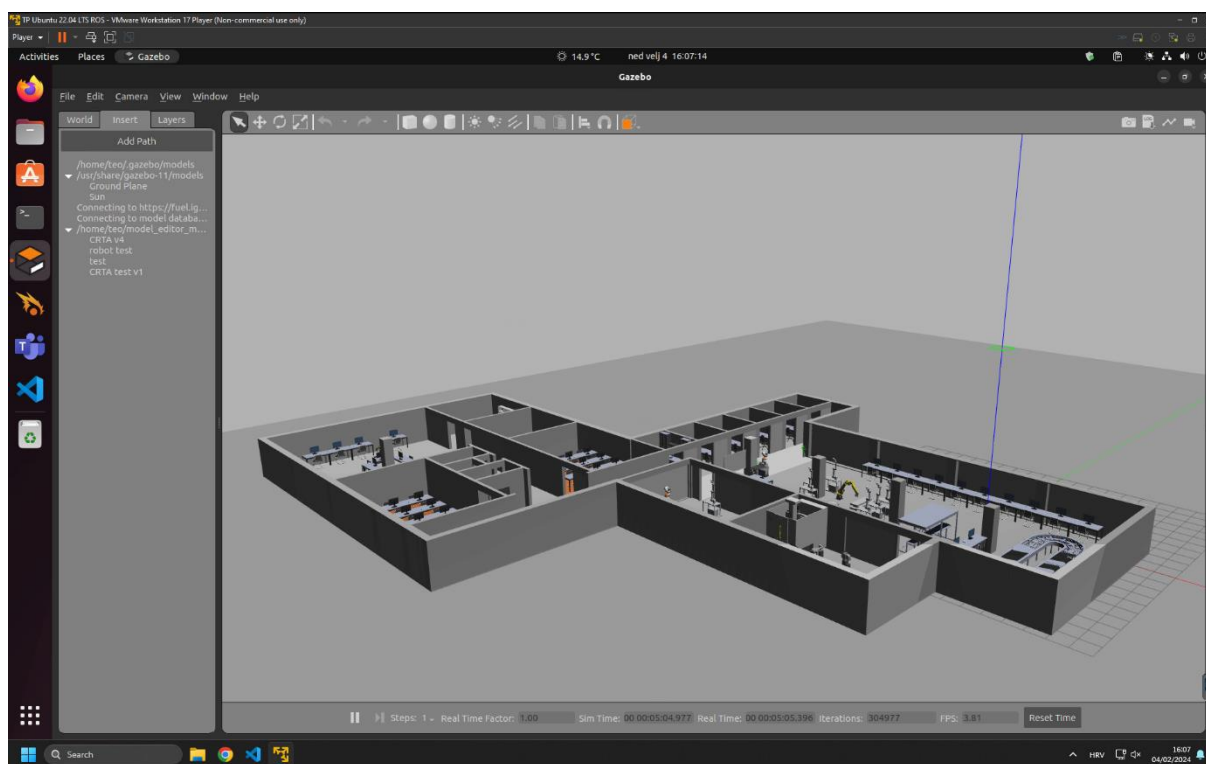 TP Ubuntu 22.04 LTS ROS - VMware Workstation 17 Player (Non-commercial use only)
Player
Activities Places Gazebo 14.9 °C ned velj 4 16:07:14
Gazebo
File Edit Camera View Window Help
World Insert Layers
Add Path
/home/teo/.gazebo/models
/usr/share/gazebo-11/models
Ground Plane
Sun
Connecting to https://fuel.ig...
Connecting to model databa...
/home/teo/model_editor_m...
CRTA v4
robot test
test
CRTA test v1
Steps: 1 Real Time Factor: 1.00 Sim Time: 00 00:05:04.977 Real Time: 00 00:05:05.396 Iterations: 304977 FPS: 3.81 Reset Time
Search HRV 16:07
04/02/2024